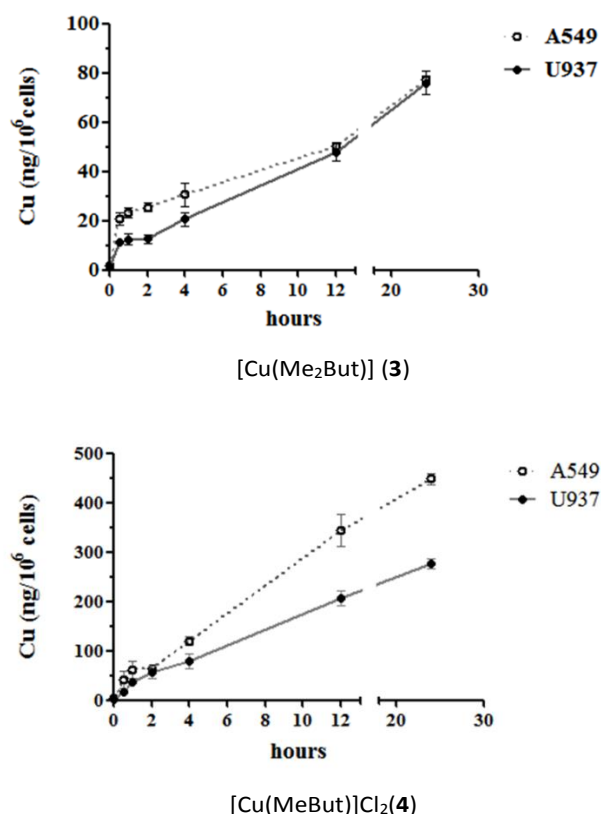 100
80
60
40
20
0
Cu (ng/10⁶ cells)
0 2 4 6 8 10 12 20 30
hours
A549
U937
[Cu(Me₂But)] (3)
500
400
300
200
100
0
Cu (ng/10⁶ cells)
0 2 4 6 8 10 12 20 30
hours
A549
U937
[Cu(MeBut)]Cl₂(4)